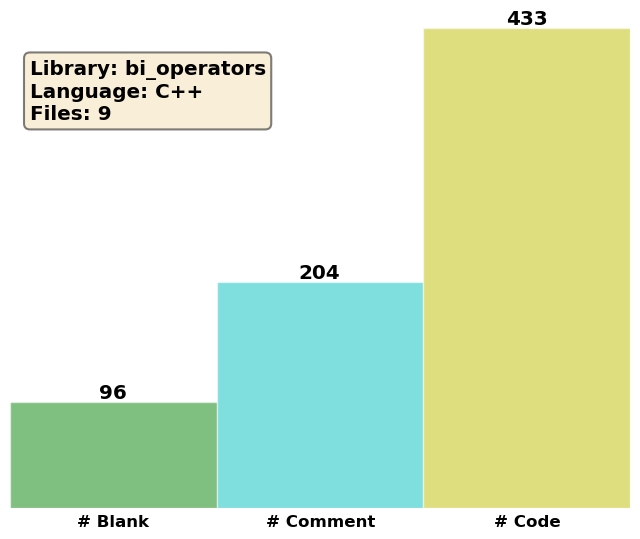 433
Library: bi_operators
Language: C++
Files: 9
204
96
# Blank
# Comment
# Code